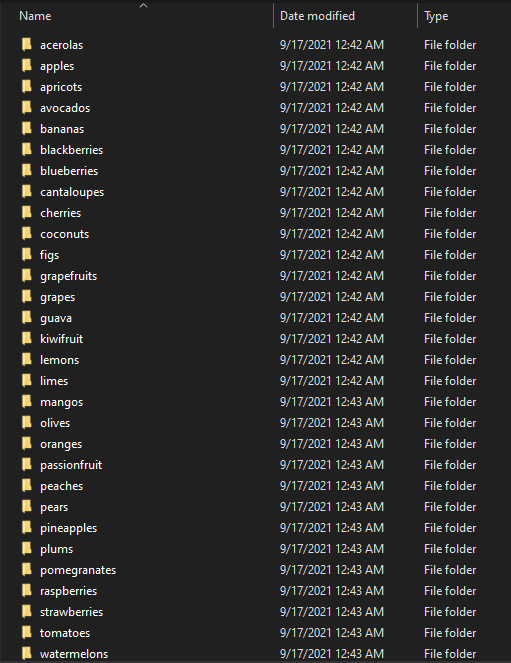 Name Date modified Type
acerolas 9/17/2021 12:42 AM File folder
apples 9/17/2021 12:42 AM File folder
apricots 9/17/2021 12:42 AM File folder
avocados 9/17/2021 12:42 AM File folder
bananas 9/17/2021 12:42 AM File folder
blackberries 9/17/2021 12:42 AM File folder
blueberries 9/17/2021 12:42 AM File folder
cantaloupes 9/17/2021 12:42 AM File folder
cherries 9/17/2021 12:42 AM File folder
coconuts 9/17/2021 12:42 AM File folder
figs 9/17/2021 12:42 AM File folder
grapefruits 9/17/2021 12:42 AM File folder
grapes 9/17/2021 12:42 AM File folder
guava 9/17/2021 12:42 AM File folder
kiwifruit 9/17/2021 12:42 AM File folder
lemons 9/17/2021 12:42 AM File folder
limes 9/17/2021 12:42 AM File folder
mangos 9/17/2021 12:43 AM File folder
olives 9/17/2021 12:43 AM File folder
oranges 9/17/2021 12:43 AM File folder
passionfruit 9/17/2021 12:43 AM File folder
peaches 9/17/2021 12:43 AM File folder
pears 9/17/2021 12:43 AM File folder
pineapples 9/17/2021 12:43 AM File folder
plums 9/17/2021 12:43 AM File folder
pomegranates 9/17/2021 12:43 AM File folder
raspberries 9/17/2021 12:43 AM File folder
strawberries 9/17/2021 12:43 AM File folder
tomatoes 9/17/2021 12:43 AM File folder
watermelons 9/17/2021 12:43 AM File folder